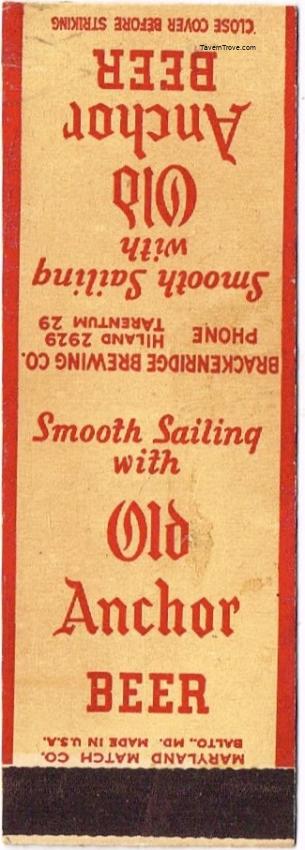 TavernTrove.com
CLOSE COVER BEFORE STRIKING
Smooth Sailing
with
Old
Anchor
BEER
BRACKENRIDGE BREWING CO.
PHONE HILAND 2929
TARENTUM 29
Smooth Sailing
with
Old
Anchor
BEER
MARYLAND MATCH CO.
BALTO., MD. MADE IN U.S.A.